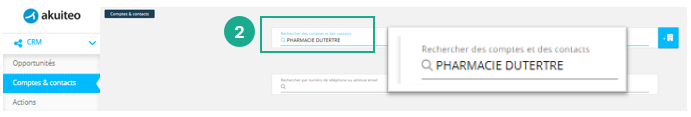 akuiteo
CRM
Opportunités
Comptes & contacts
Actions
Comptes & contacts
2
Rechercher des comptes et des contacts
PHARMACIE DUTERTRE
Rechercher par numéro de téléphone ou adresse email
Rechercher des comptes et des contacts
PHARMACIE DUTERTRE